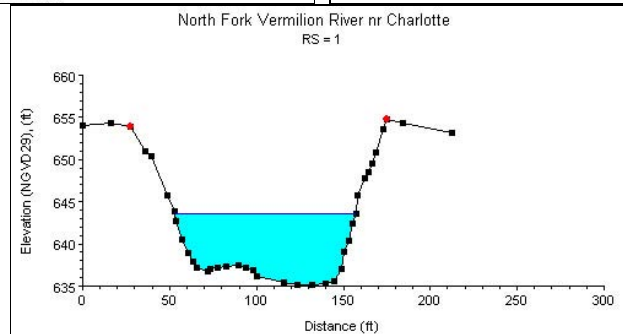 North Fork Vermilion River nr Charlotte
RS = 1
Elevation (NGVD29), (ft)
660
655
650
645
640
635
0 50 100 150 200 250 300
Distance (ft)